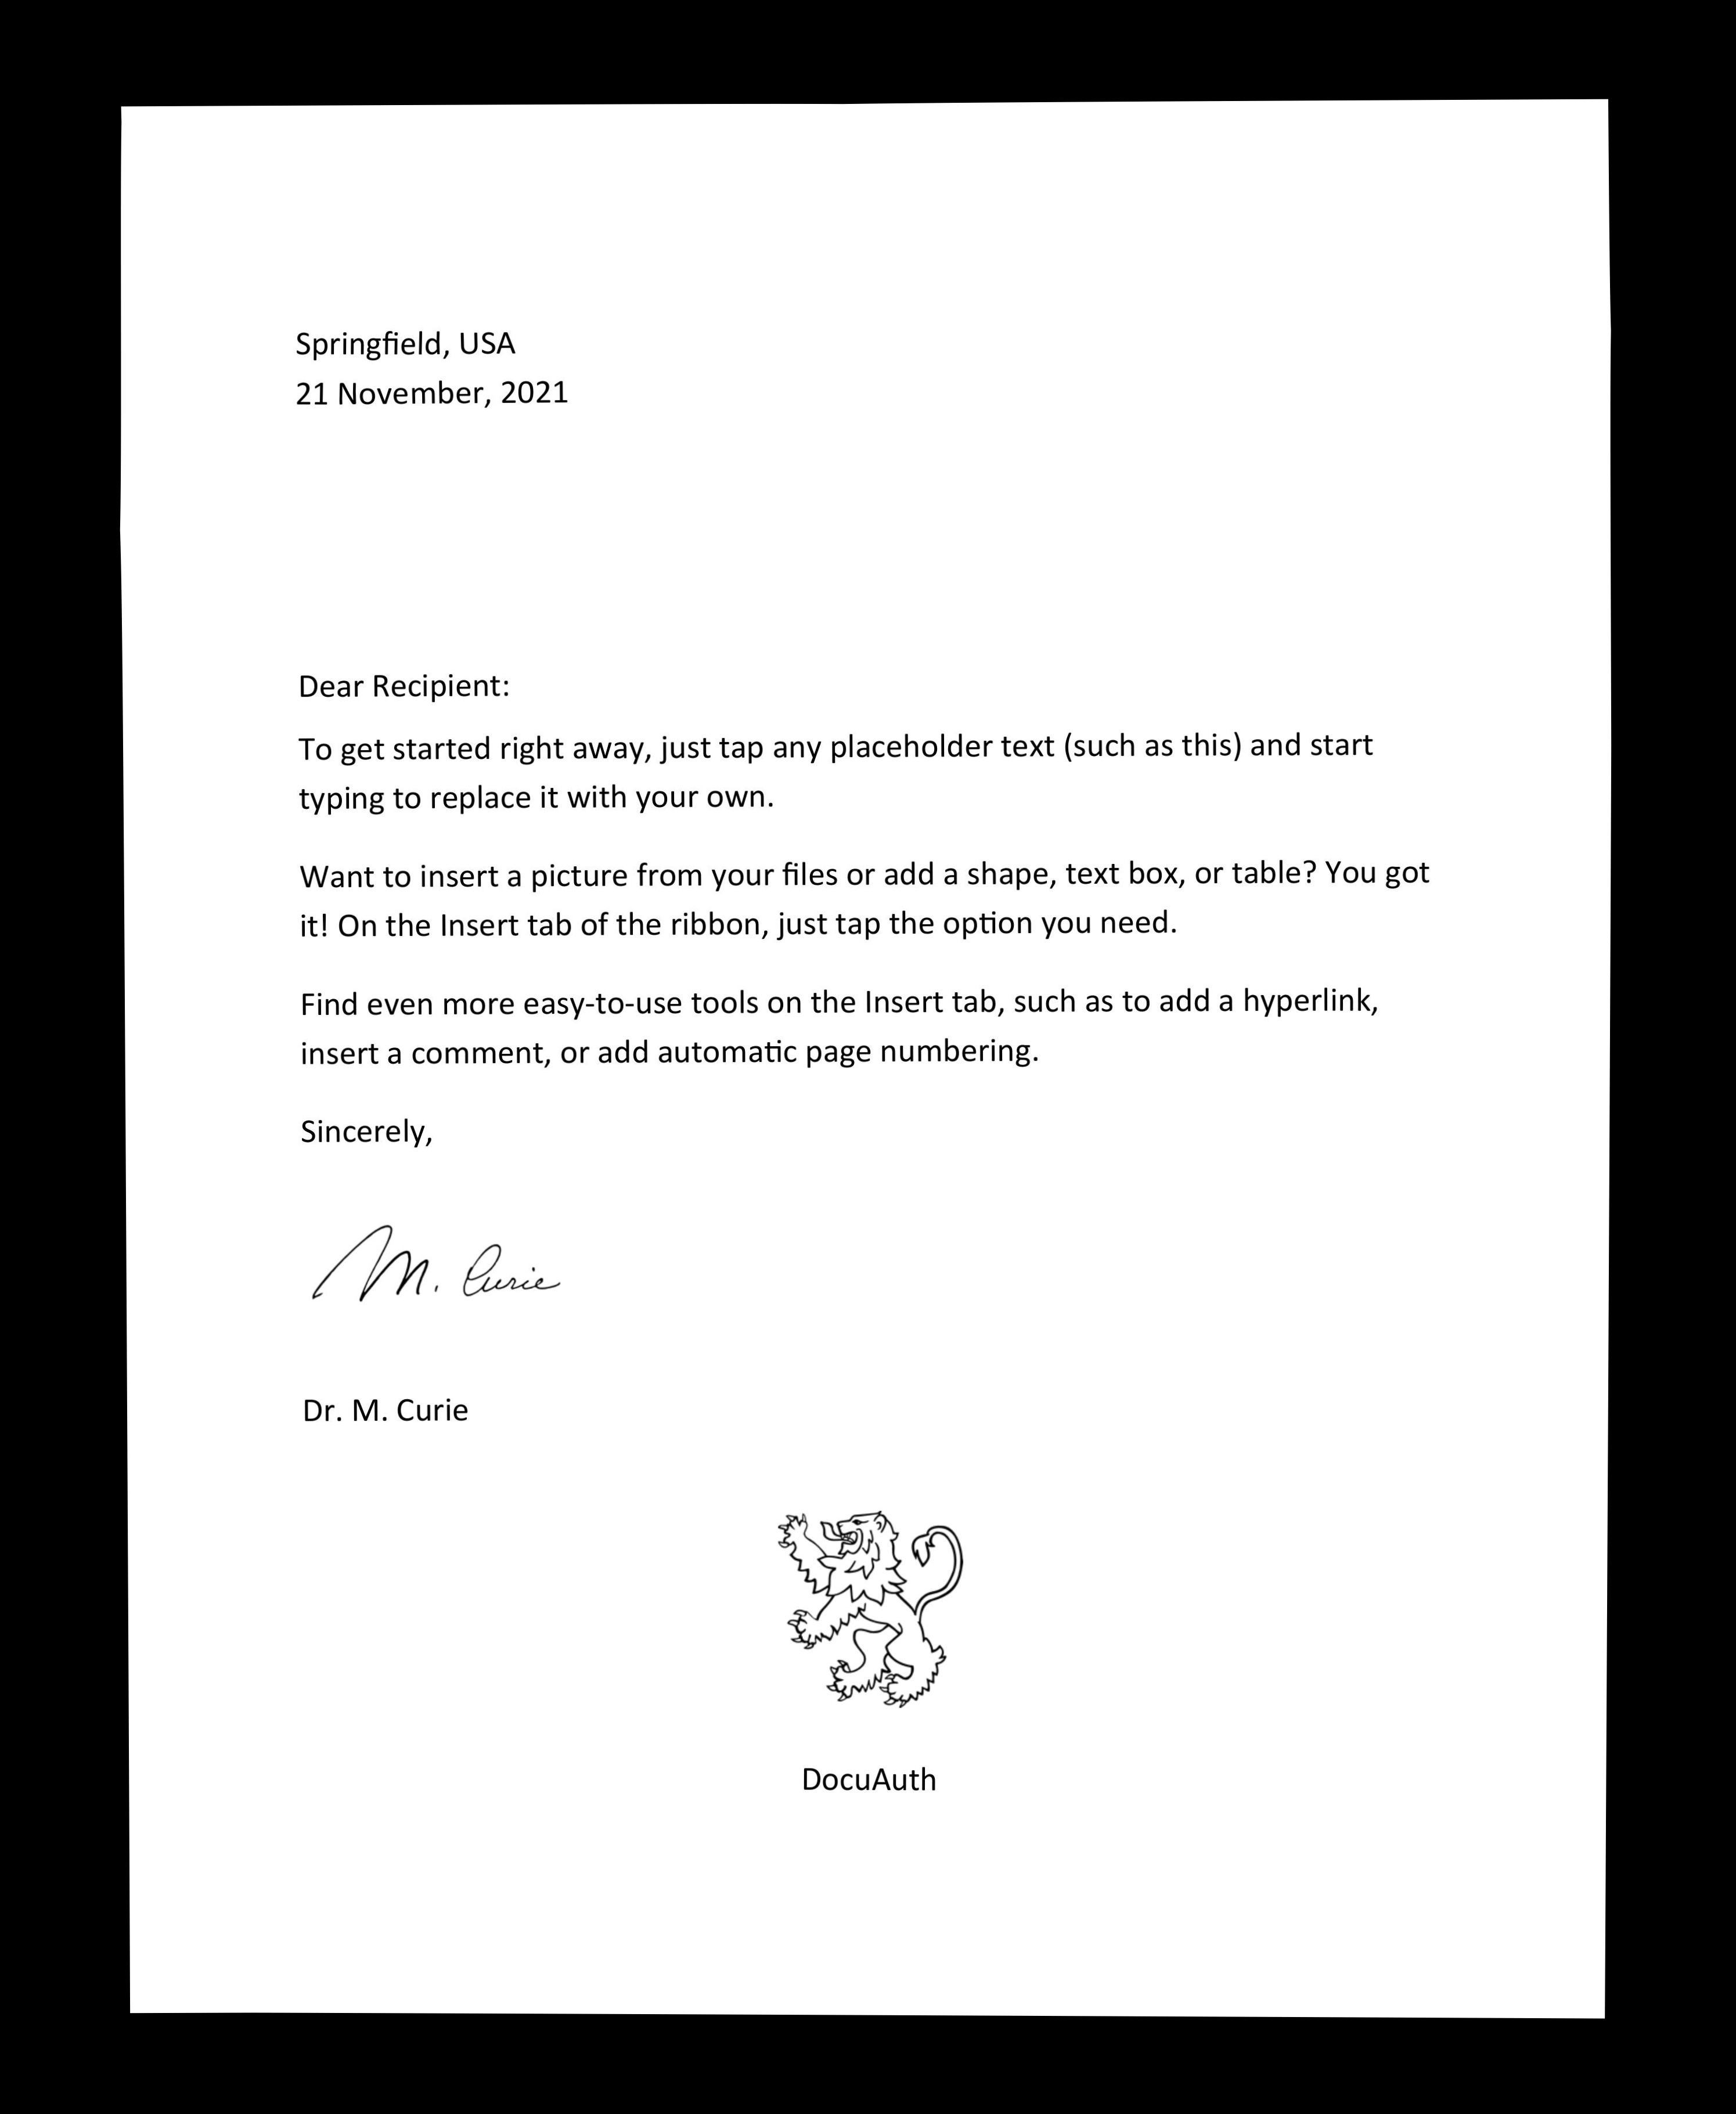 Springfield, USA
21 November, 2021
Dear Recipient:
To get started right away, just tap any placeholder text (such as this) and start
typing to replace it with your own.
Want to insert a picture from your files or add a shape, text box, or table? You got
it! On the Insert tab of the ribbon, just tap the option you need.
Find even more easy-to-use tools on the Insert tab, such as to add a hyperlink,
insert a comment, or add automatic page numbering.
Sincerely,
M. Curie
Dr. M. Curie
DocuAuth